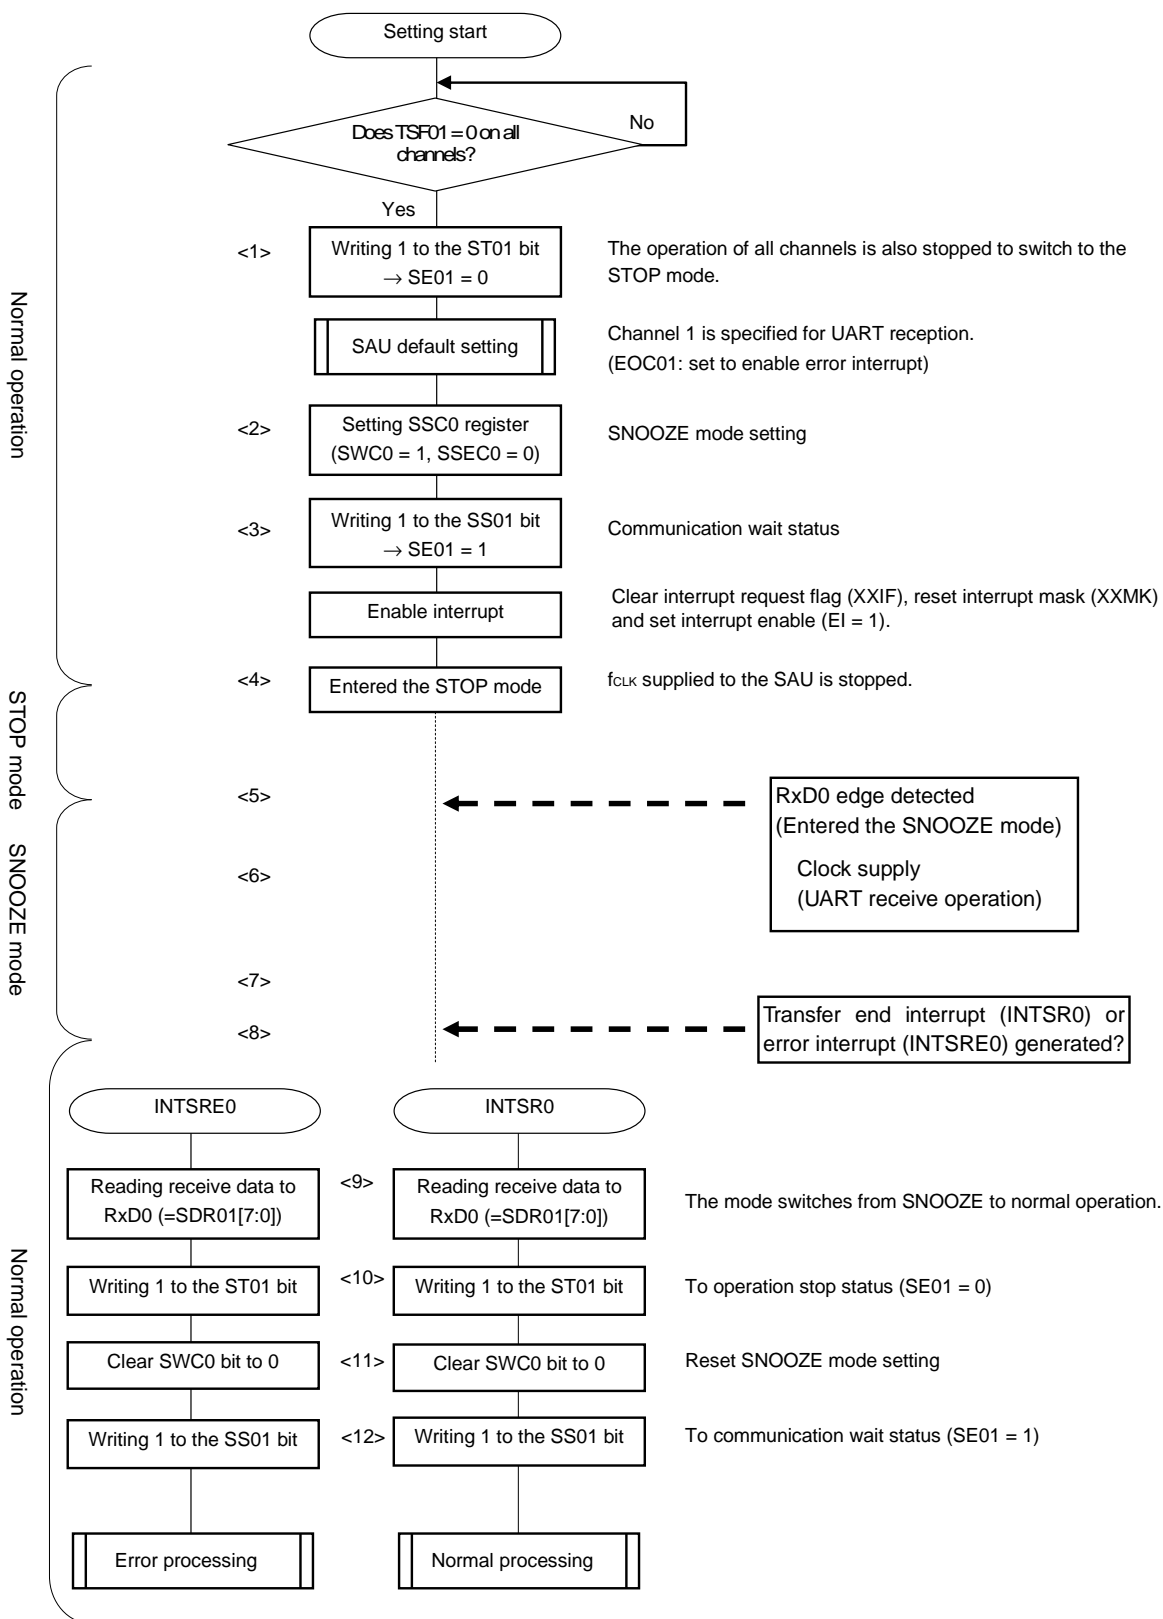 Setting start
No
Does TSF01 = 0 on all
channels?
Yes
<1>
Writing 1 to the ST01 bit
→ SE01 = 0
The operation of all channels is also stopped to switch to the
STOP mode.
SAU default setting
Channel 1 is specified for UART reception.
(EOC01: set to enable error interrupt)
Normal operation
<2>
Setting SSC0 register
(SWC0 = 1, SSEC0 = 0)
SNOOZE mode setting
<3>
Writing 1 to the SS01 bit
→ SE01 = 1
Communication wait status
Enable interrupt
Clear interrupt request flag (XXIF), reset interrupt mask (XXMK)
and set interrupt enable (EI = 1).
<4>
Entered the STOP mode
fCLK supplied to the SAU is stopped.
STOP mode
<5>
RxD0 edge detected
(Entered the SNOOZE mode)
Clock supply
(UART receive operation)
<6>
SNOOZE mode
<7>
<8>
Transfer end interrupt (INTSR0) or
error interrupt (INTSRE0) generated?
INTSRE0
INTSR0
Reading receive data to
RxD0 (=SDR01[7:0])
<9>
Reading receive data to
RxD0 (=SDR01[7:0])
The mode switches from SNOOZE to normal operation.
Writing 1 to the ST01 bit
<10>
Writing 1 to the ST01 bit
To operation stop status (SE01 = 0)
Normal operation
Clear SWC0 bit to 0
<11>
Clear SWC0 bit to 0
Reset SNOOZE mode setting
Writing 1 to the SS01 bit
<12>
Writing 1 to the SS01 bit
To communication wait status (SE01 = 1)
Error processing
Normal processing